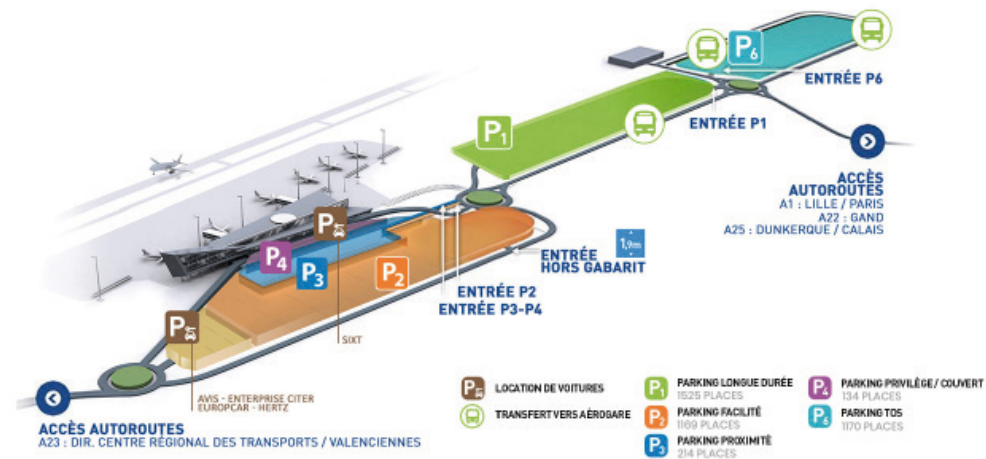 P6
ENTRÉE P6
P1
ENTRÉE P1
ACCÈS
AUTOROUTES
A1 : LILLE / PARIS
A22 : GAND
A25 : DUNKERQUE / CALAIS
P
P4
P3
P2
1,9m
ENTRÉE
HORS GABARIT
ENTRÉE P2
ENTRÉE P3-P4
P
SIXT
AVIS - ENTERPRISE CITER
EUROPCAR - HERTZ
ACCÈS AUTOROUTES
A23 : DIR. CENTRE RÉGIONAL DES TRANSPORTS / VALENCIENNES
P LOCATION DE VOITURES
TRANSFERT VERS AÉROGARE
P1 PARKING LONGUE DURÉE
1525 PLACES
P2 PARKING FACILITÉ
1169 PLACES
P3 PARKING PROXIMITÉ
214 PLACES
P4 PARKING PRIVILÈGE / COUVERT
134 PLACES
P6 PARKING TOS
1170 PLACES